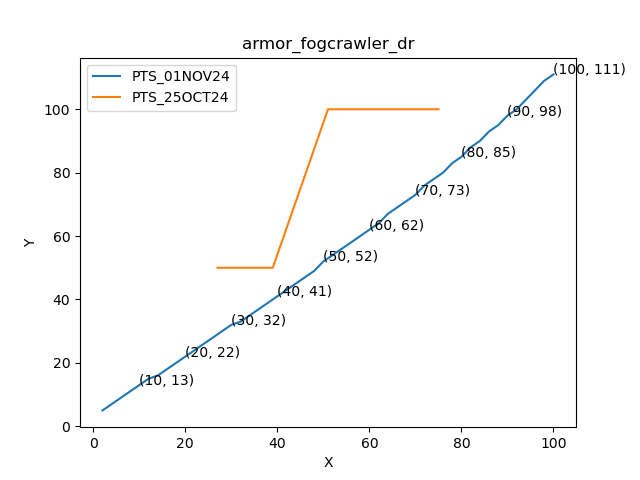 armor_fogcrawler_dr
PTS_01NOV24
PTS_25OCT24
Y
100
80
60
40
20
0
(100, 111)
(90, 98)
(80, 85)
(70, 73)
(60, 62)
(50, 52)
(40, 41)
(30, 32)
(20, 22)
(10, 13)
0 20 40 60 80 100
X